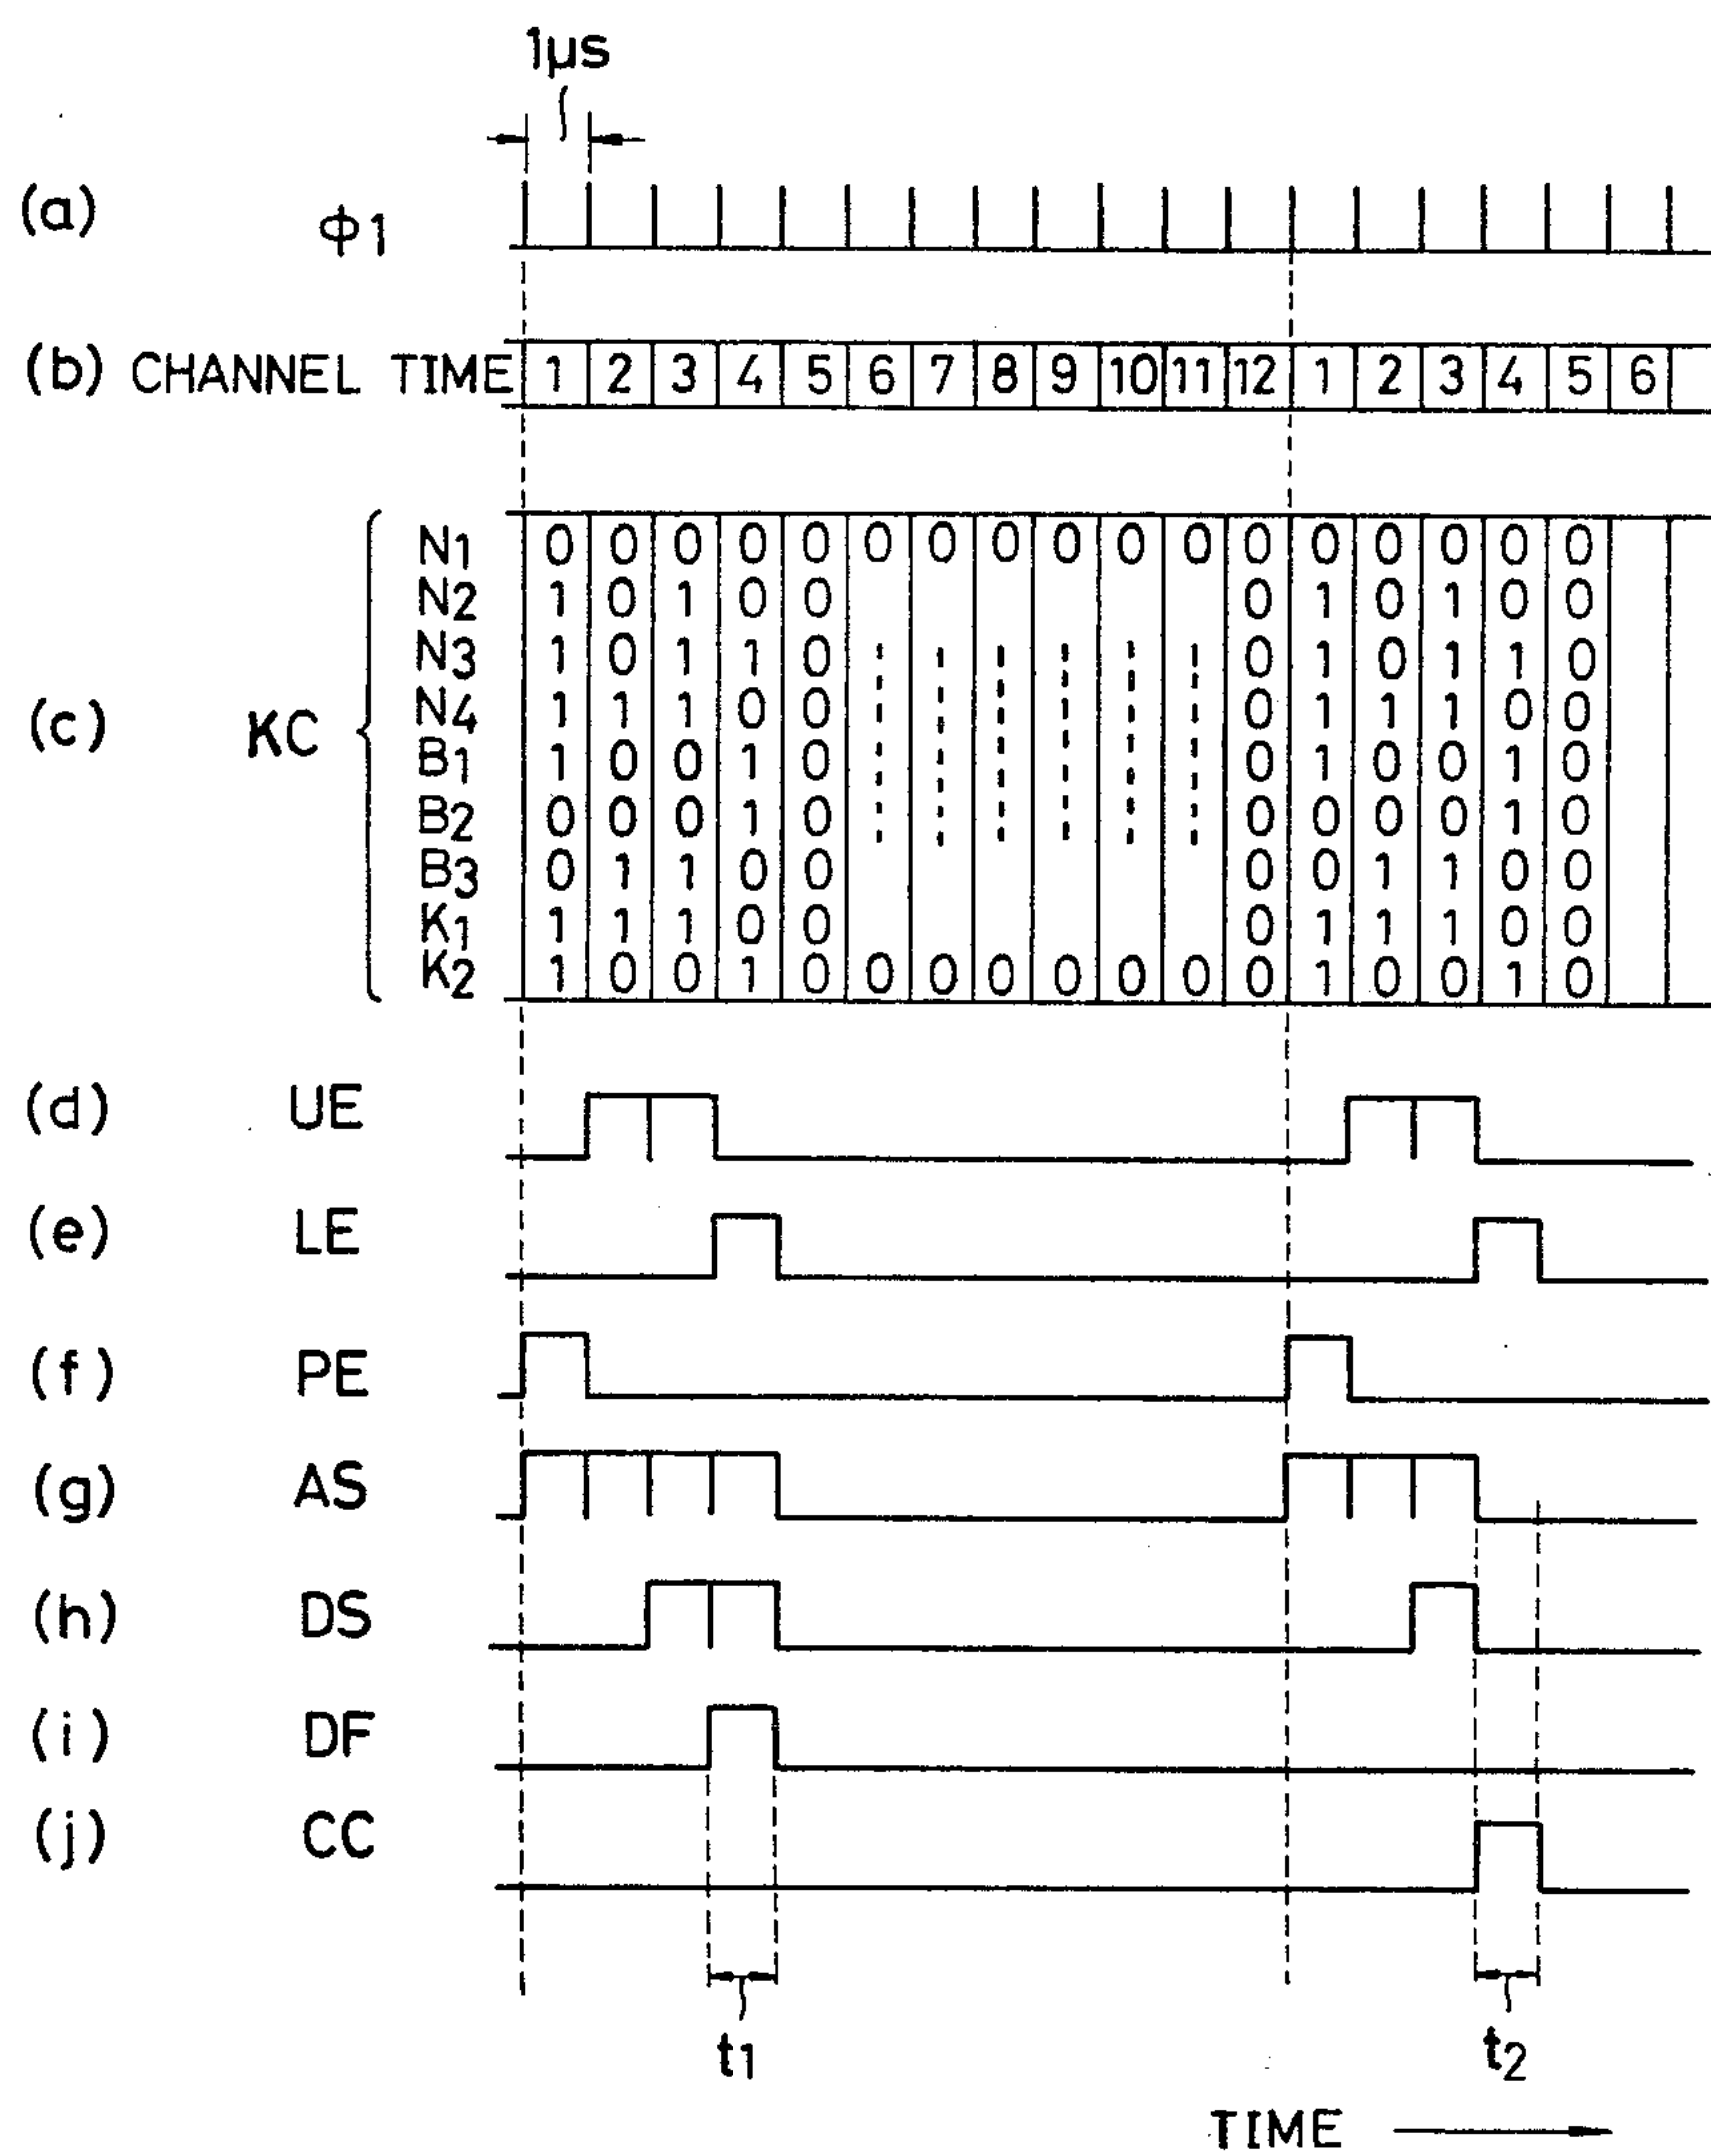 1μs
(a) ϕ1
(b) CHANNEL TIME 1 2 3 4 5 6 7 8 9 10 11 12 1 2 3 4 5 6
(c) KC
N1 0 0 0 0 0 0 0 0 0 0 0 0 0 0 0 0 0
N2 1 0 1 0 0 0 1 0 1 0 0
N3 1 0 1 1 0 0 1 0 1 1 0
N4 1 1 1 0 0 0 1 1 1 0 0
B1 1 0 0 1 0 0 1 0 0 1 0
B2 0 0 0 1 0 0 0 0 0 1 0
B3 0 1 1 0 0 0 0 1 1 0 0
K1 1 1 1 0 0 0 1 1 1 0 0
K2 1 0 0 1 0 0 0 0 0 0 0 0 1 0 0 1 0
(d) UE
(e) LE
(f) PE
(g) AS
(h) DS
(i) DF
(j) CC
t1 t2
TIME